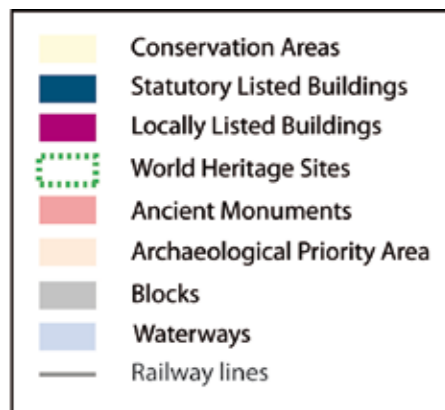 Conservation Areas
Statutory Listed Buildings
Locally Listed Buildings
World Heritage Sites
Ancient Monuments
Archaeological Priority Area
Blocks
Waterways
Railway lines